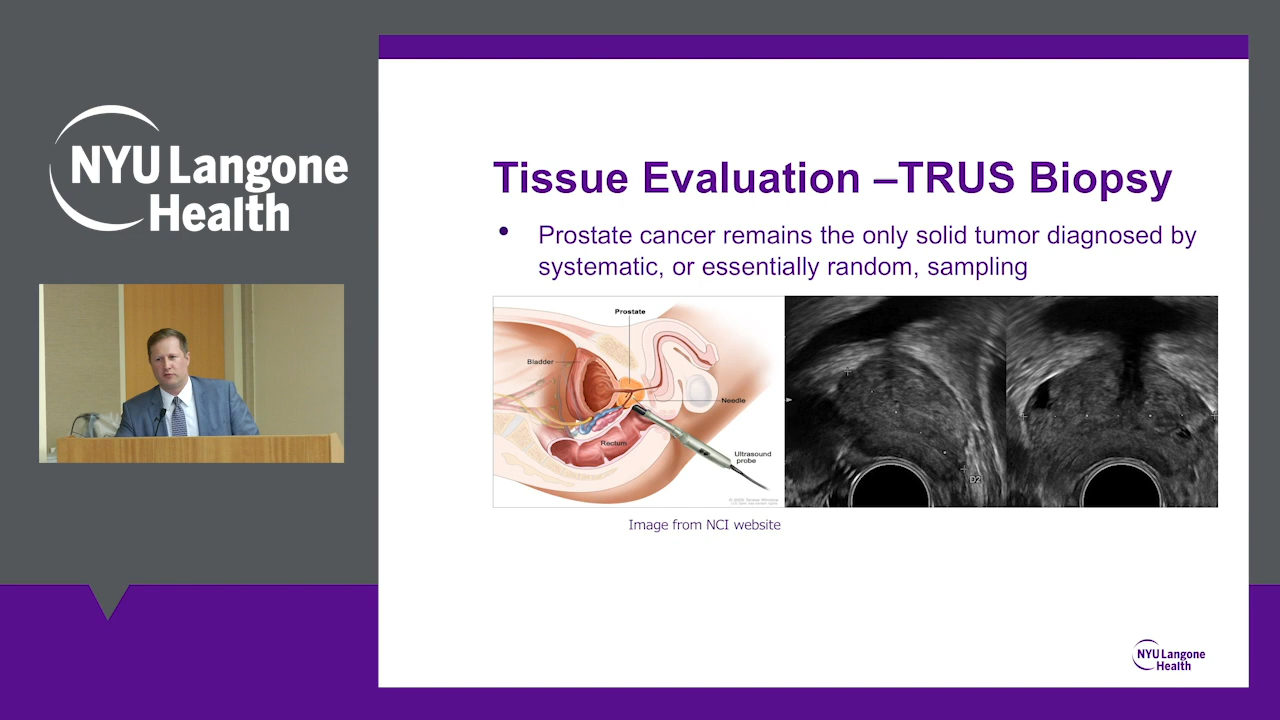 NYU Langone
Health
Tissue Evaluation –TRUS Biopsy
• Prostate cancer remains the only solid tumor diagnosed by
systematic, or essentially random, sampling
Prostate
Bladder
Needle
Rectum
Ultrasound
probe
D2
Image from NCI website
NYU Langone
Health